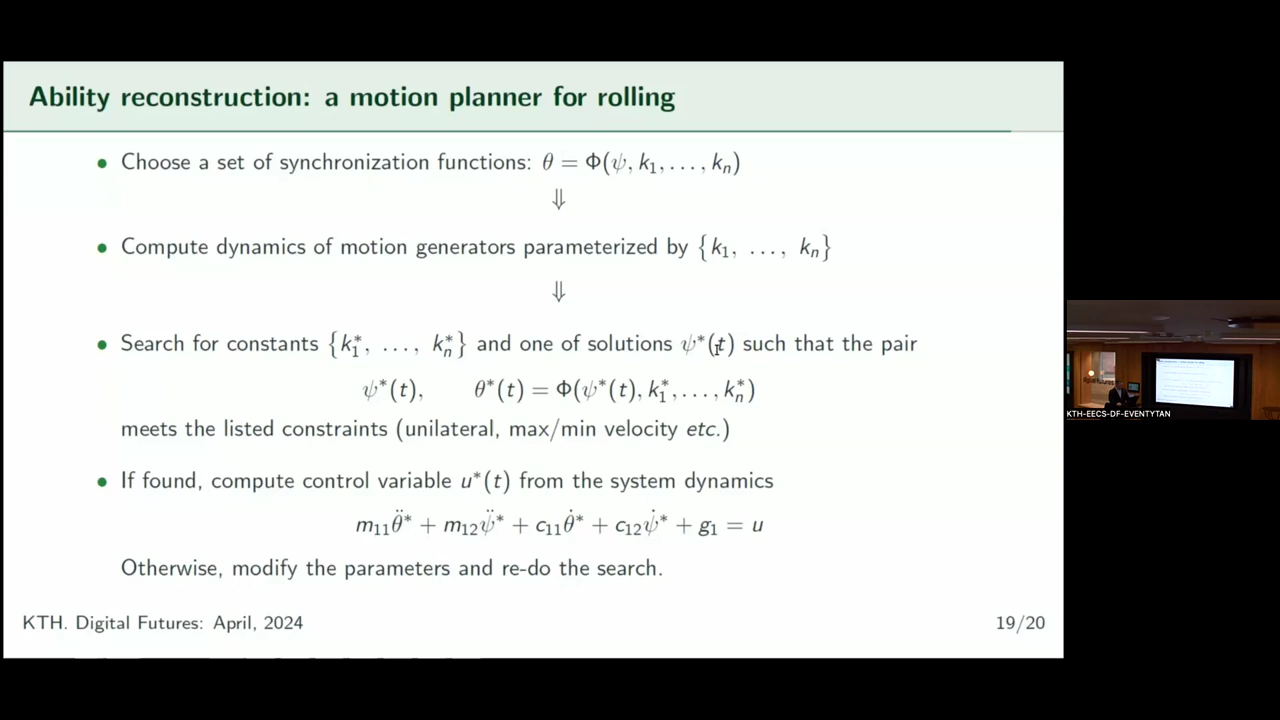 Ability reconstruction: a motion planner for rolling
• Choose a set of synchronization functions: θ = Φ(ψ, k₁, . . . , kₙ)
⇓
• Compute dynamics of motion generators parameterized by {k₁, . . . , kₙ}
⇓
• Search for constants {k₁*, . . . , kₙ*} and one of solutions ψ*(t) such that the pair
ψ*(t), θ*(t) = Φ(ψ*(t), k₁*, . . . , kₙ*)
meets the listed constraints (unilateral, max/min velocity etc.)
• If found, compute control variable u*(t) from the system dynamics
m₁₁θ̈* + m₁₂ψ̈* + c₁₁θ̇* + c₁₂ψ̇* + g₁ = u
Otherwise, modify the parameters and re-do the search.
KTH. Digital Futures: April, 2024 19/20
digital futures
KTH-EECS-DF-EVENTYTAN